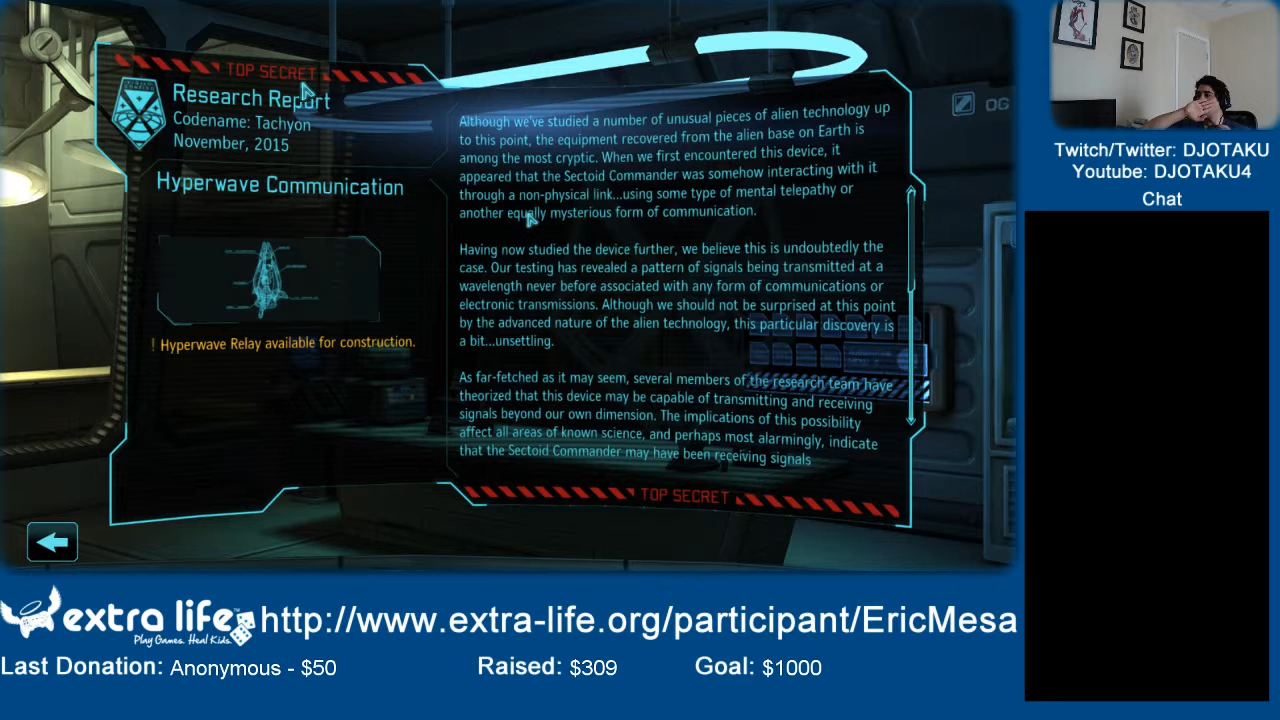 TOP SECRET
Research Report
Codename: Tachyon
November, 2015
Hyperwave Communication
! Hyperwave Relay available for construction.
Although we've studied a number of unusual pieces of alien technology up
to this point, the equipment recovered from the alien base on Earth is
among the most cryptic. When we first encountered this device, it
appeared that the Sectoid Commander was somehow interacting with it
through a non-physical link...using some type of mental telepathy or
another equally mysterious form of communication.
Having now studied the device further, we believe this is undoubtedly the
case. Our testing has revealed a pattern of signals being transmitted at a
wavelength never before associated with any form of communications or
electronic transmissions. Although we should not be surprised at this point
by the advanced nature of the alien technology, this particular discovery is
a bit...unsettling.
As far-fetched as it may seem, several members of the research team have
theorized that this device may be capable of transmitting and receiving
signals beyond our own dimension. The implications of this possibility
affect all areas of known science, and perhaps most alarmingly, indicate
that the Sectoid Commander may have been receiving signals
TOP SECRET
OG
Twitch/Twitter: DJOTAKU
Youtube: DJOTAKU4
Chat
extra life
Play Games. Heal Kids.
http://www.extra-life.org/participant/EricMesa
Last Donation: Anonymous - $50
Raised: $309
Goal: $1000